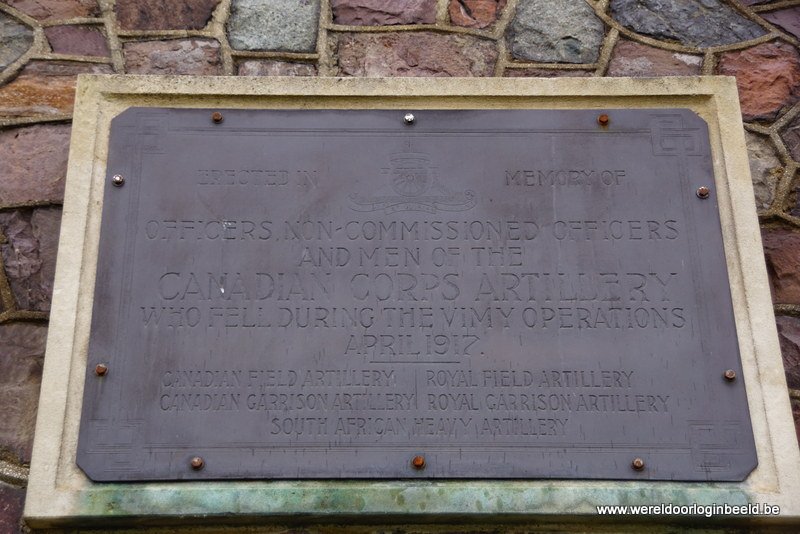 ERECTED IN MEMORY OF
OFFICERS, NON-COMMISSIONED OFFICERS
AND MEN OF THE
CANADIAN CORPS ARTILLERY
WHO FELL DURING THE VIMY OPERATIONS
APRIL 1917.
CANADIAN FIELD ARTILLERY ROYAL FIELD ARTILLERY
CANADIAN GARRISON ARTILLERY ROYAL GARRISON ARTILLERY
SOUTH AFRICAN HEAVY ARTILLERY
www.wereldoorloginbeeld.be